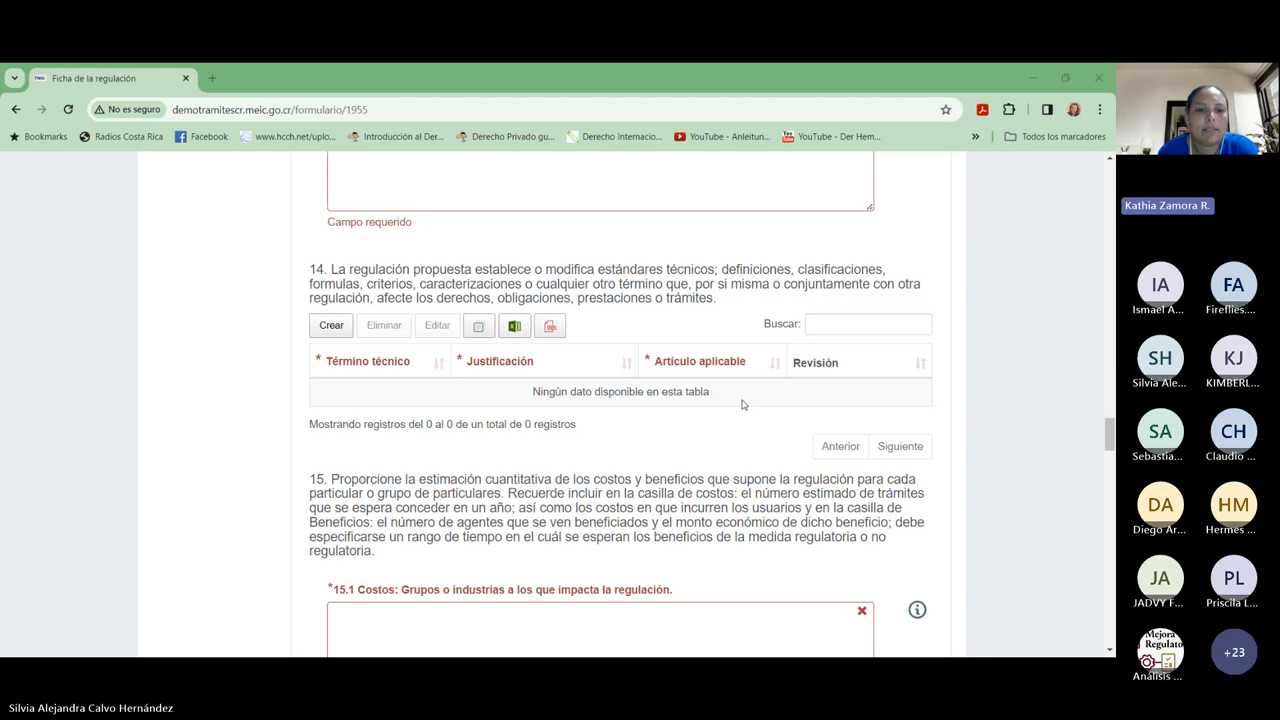 Ficha de la regulación
No es seguro
demotramitescr.meic.go.cr/formulario/1955
Bookmarks
Radios Costa Rica
Facebook
www.hcch.net/uplo...
Introducción al Der...
Derecho Privado gu...
Derecho Internacio...
YouTube - Anleitun...
YouTube - Der Hem...
»
Todos los marcadores
Campo requerido
14. La regulación propuesta establece o modifica estándares técnicos; definiciones, clasificaciones,
formulas, criterios, caracterizaciones o cualquier otro término que, por si misma o conjuntamente con otra
regulación, afecte los derechos, obligaciones, prestaciones o trámites.
Crear
Eliminar
Editar
Buscar:
* Término técnico
* Justificación
* Artículo aplicable
Revisión
Ningún dato disponible en esta tabla
Mostrando registros del 0 al 0 de un total de 0 registros
Anterior
Siguiente
15. Proporcione la estimación cuantitativa de los costos y beneficios que supone la regulación para cada
particular o grupo de particulares. Recuerde incluir en la casilla de costos: el número estimado de trámites
que se espera conceder en un año; así como los costos en que incurren los usuarios y en la casilla de
Beneficios: el número de agentes que se ven beneficiados y el monto económico de dicho beneficio; debe
especificarse un rango de tiempo en el cuál se esperan los beneficios de la medida regulatoria o no
regulatoria.
*15.1 Costos: Grupos o industrias a los que impacta la regulación.
Kathia Zamora R.
IA
Ismael A...
FA
Fireflies....
SH
Silvia Ale...
KJ
KIMBERL...
SA
Sebastia...
CH
Claudio ...
DA
Diego Ar...
HM
Hermes ...
JA
JADVY F...
PL
Priscila L...
Mejora
Regulato
Análisis ...
+23
Silvia Alejandra Calvo Hernández